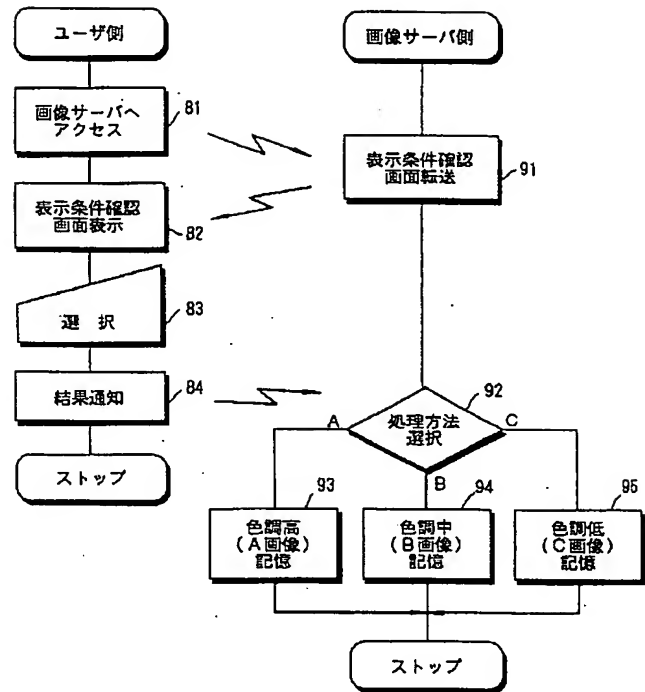 ユーザ側
画像サーバへ
アクセス
81
表示条件確認
画面表示
82
選 択
83
結果通知
84
ストップ
画像サーバ側
表示条件確認
画面転送
91
処理方法
選択
92
A
B
C
色調高
(A画像)
記憶
93
色調中
(B画像)
記憶
94
色調低
(C画像)
記憶
95
ストップ